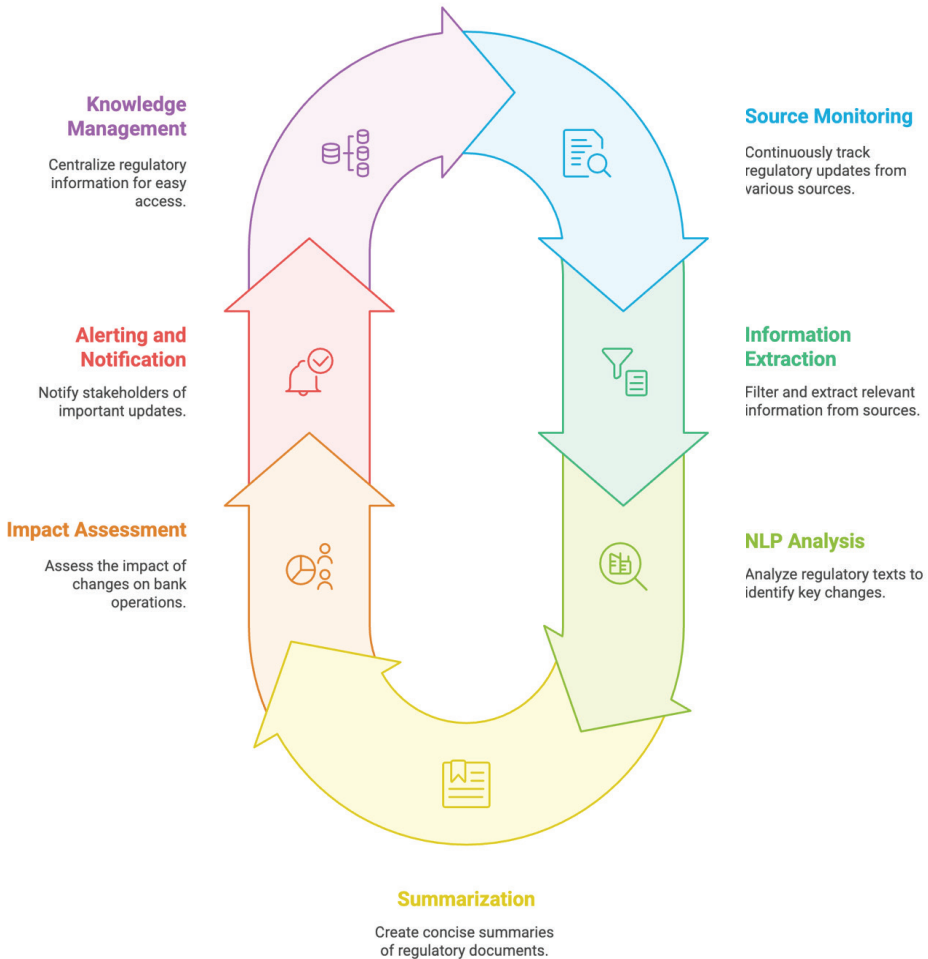 Knowledge
Management
Centralize regulatory
information for easy
access.
Source Monitoring
Continuously track
regulatory updates from
various sources.
Alerting and
Notification
Notify stakeholders of
important updates.
Information
Extraction
Filter and extract relevant
information from sources.
Impact Assessment
Assess the impact of
changes on bank
operations.
NLP Analysis
Analyze regulatory texts to
identify key changes.
Summarization
Create concise summaries
of regulatory documents.